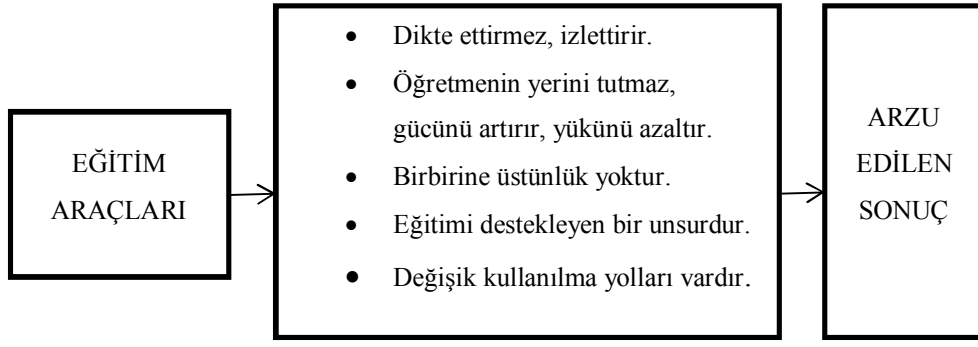 EĞİTİM
ARAÇLARI
• Dikte ettirmez, izlettirir.
• Öğretmenin yerini tutmaz,
gücünü artırır, yükünü azaltır.
• Birbirine üstünlük yoktur.
• Eğitimi destekleyen bir unsurdur.
• Değişik kullanılma yolları vardır.
ARZU
EDİLEN
SONUÇ